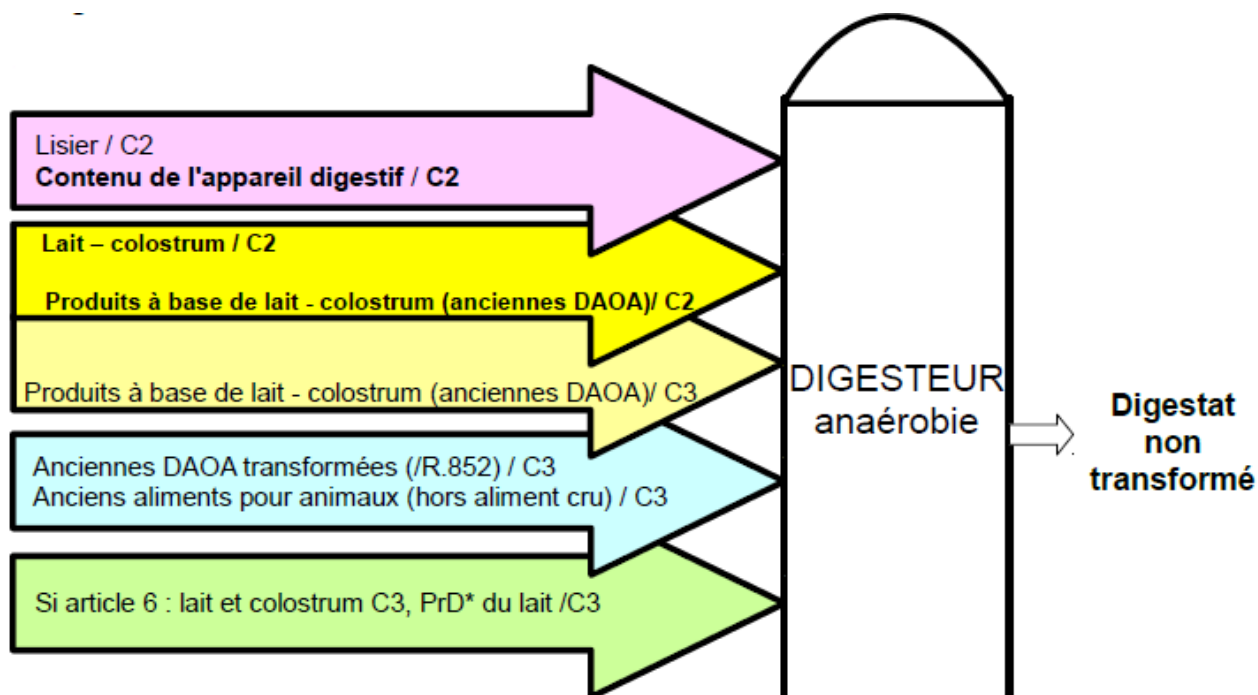 Lisier / C2
Contenu de l'appareil digestif / C2
Lait – colostrum / C2
Produits à base de lait - colostrum (anciennes DAOA)/ C2
Produits à base de lait - colostrum (anciennes DAOA)/ C3
Anciennes DAOA transformées (/R.852) / C3
Anciens aliments pour animaux (hors aliment cru) / C3
Si article 6 : lait et colostrum C3, PrD* du lait /C3
DIGESTEUR
anaérobie
Digestat
non
transformé